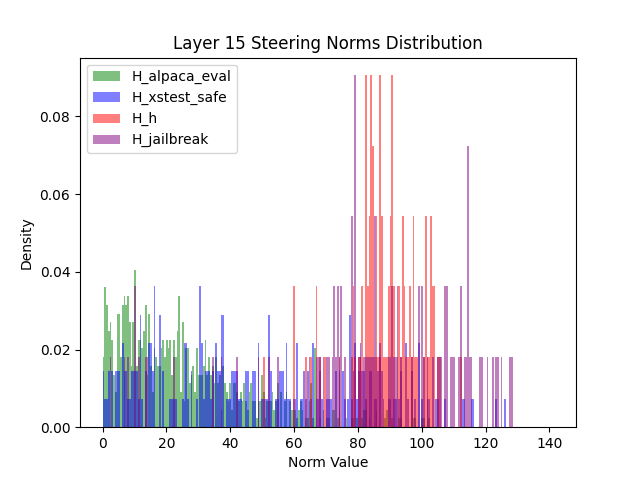 Layer 15 Steering Norms Distribution
H_alpaca_eval
H_xstest_safe
H_h
H_jailbreak
0.08
0.06
0.04
0.02
0.00
Density
0 20 40 60 80 100 120 140
Norm Value